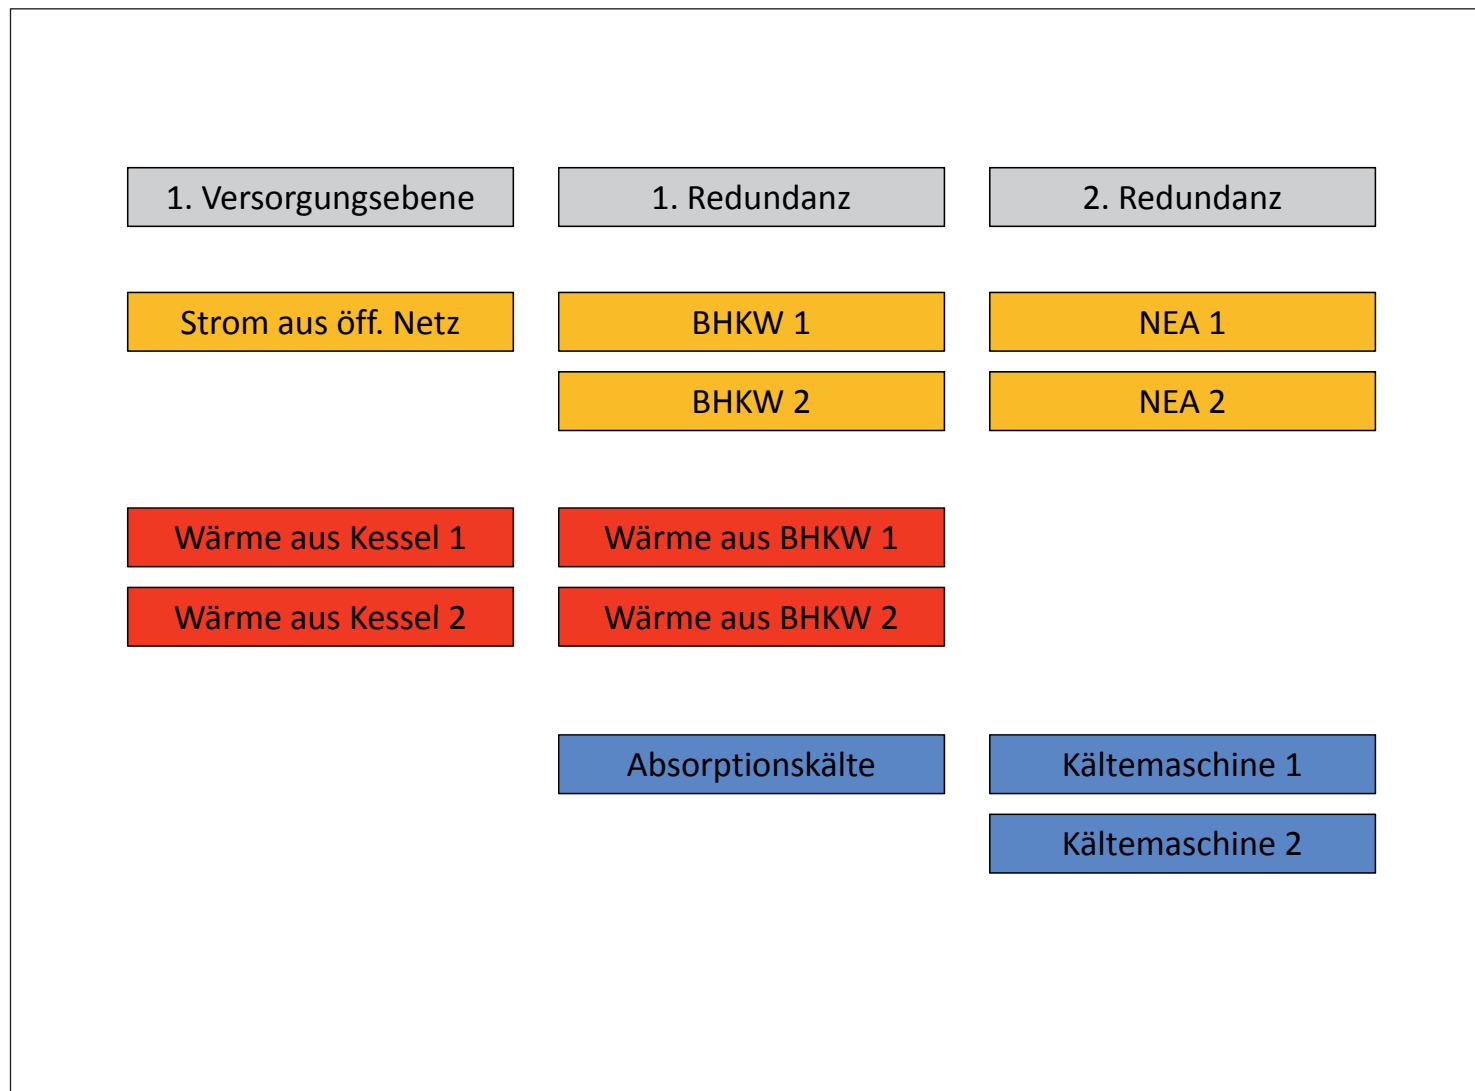 1. Versorgungsebene
1. Redundanz
2. Redundanz
Strom aus öff. Netz
BHKW 1
NEA 1
BHKW 2
NEA 2
Wärme aus Kessel 1
Wärme aus BHKW 1
Wärme aus Kessel 2
Wärme aus BHKW 2
Absorptionskälte
Kältemaschine 1
Kältemaschine 2